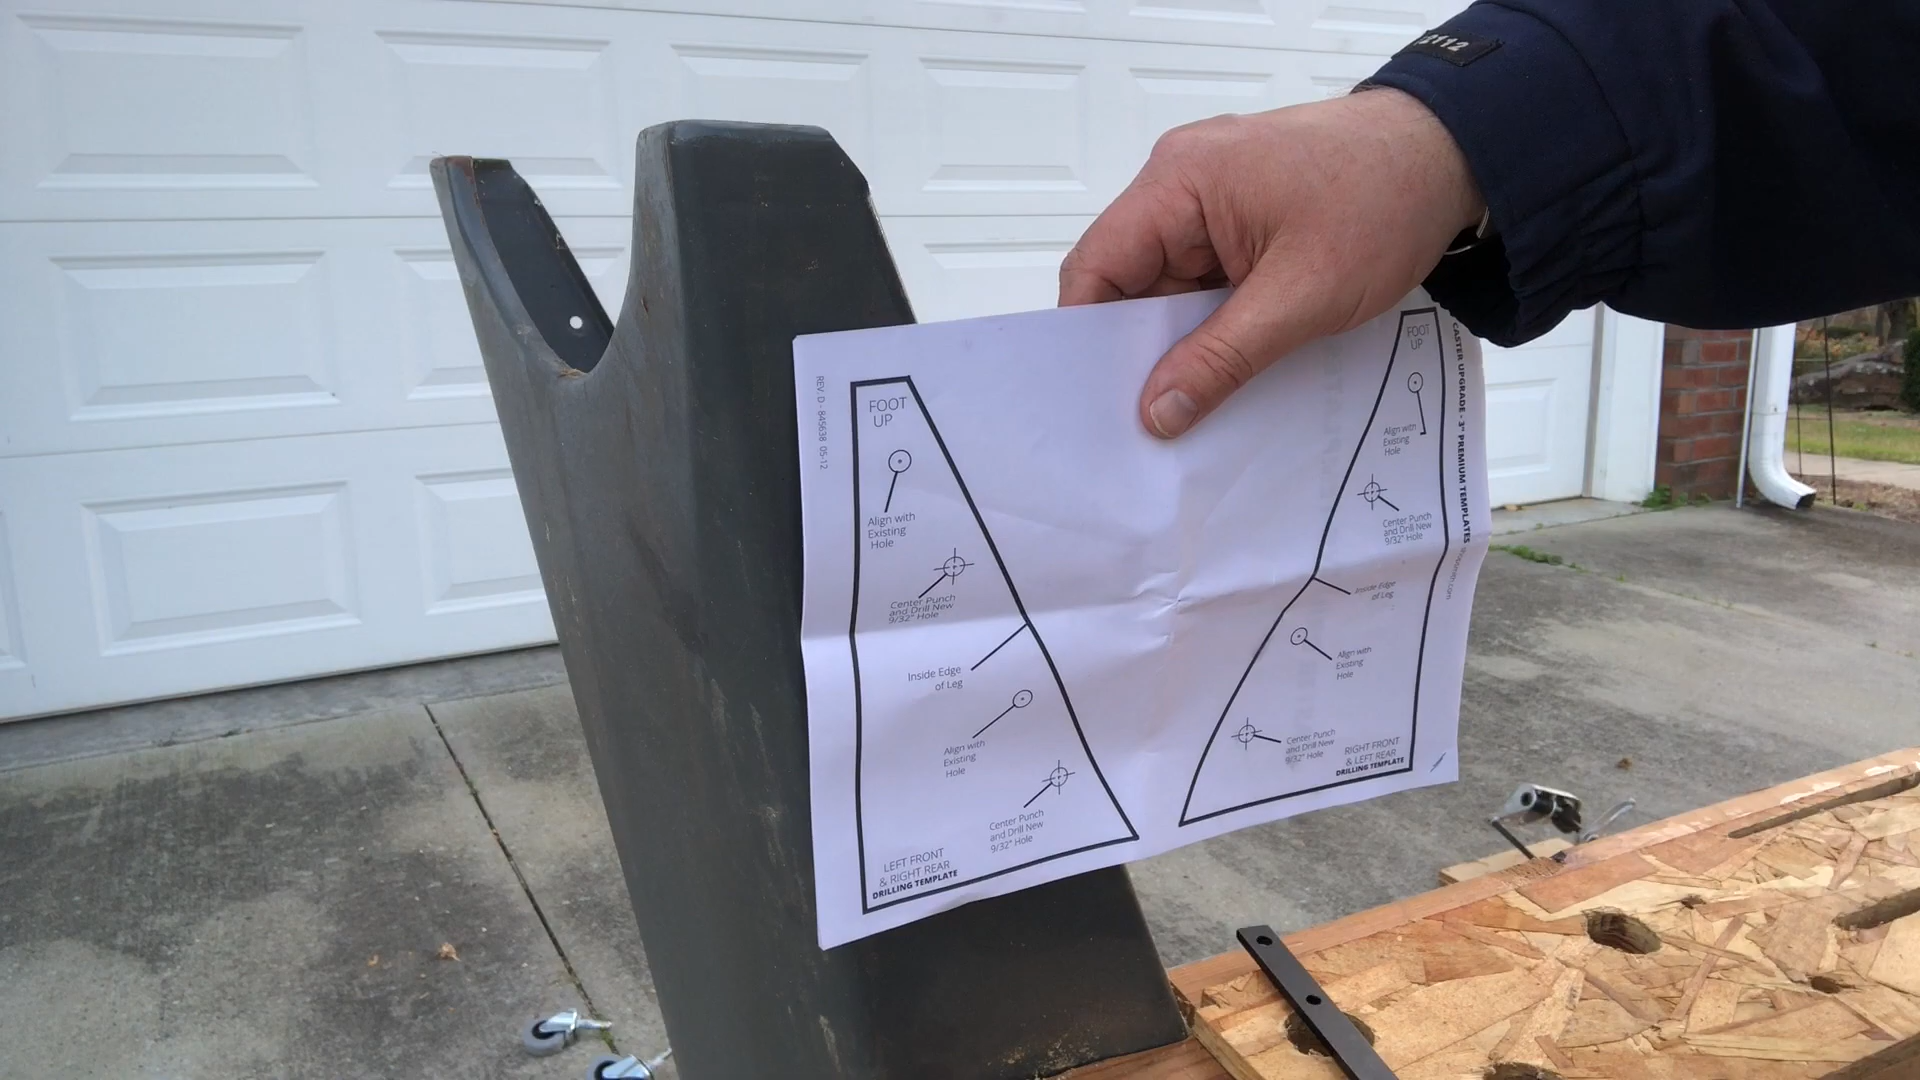 2112
REV. D - 845638 05-12
FOOT
UP
Align with
Existing
Hole
Center Punch
and Drill New
9/32" Hole
Inside Edge
of Leg
Align with
Existing
Hole
Center Punch
and Drill New
9/32" Hole
LEFT FRONT
& RIGHT REAR
DRILLING TEMPLATE
FOOT
UP
Align with
Existing
Hole
Center Punch
and Drill New
9/32" Hole
Inside Edge
of Leg
Align with
Existing
Hole
Center Punch
and Drill New
9/32" Hole
RIGHT FRONT
& LEFT REAR
DRILLING TEMPLATE
CASTER UPGRADE - 3" PREMIUM TEMPLATES